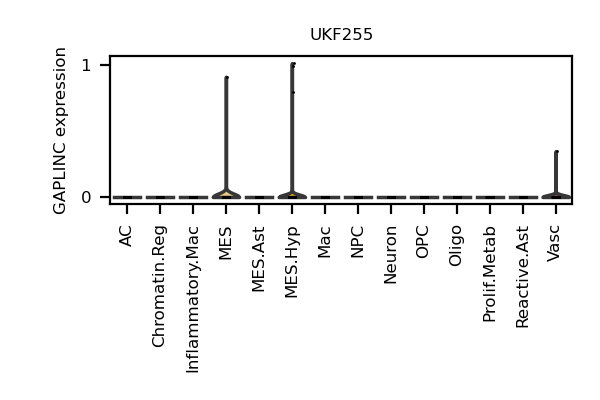 UKF255
GAPLINC expression
1
0
AC
Chromatin.Reg
Inflammatory.Mac
MES
MES.Ast
MES.Hyp
Mac
NPC
Neuron
OPC
Oligo
Prolif.Metab
Reactive.Ast
Vasc